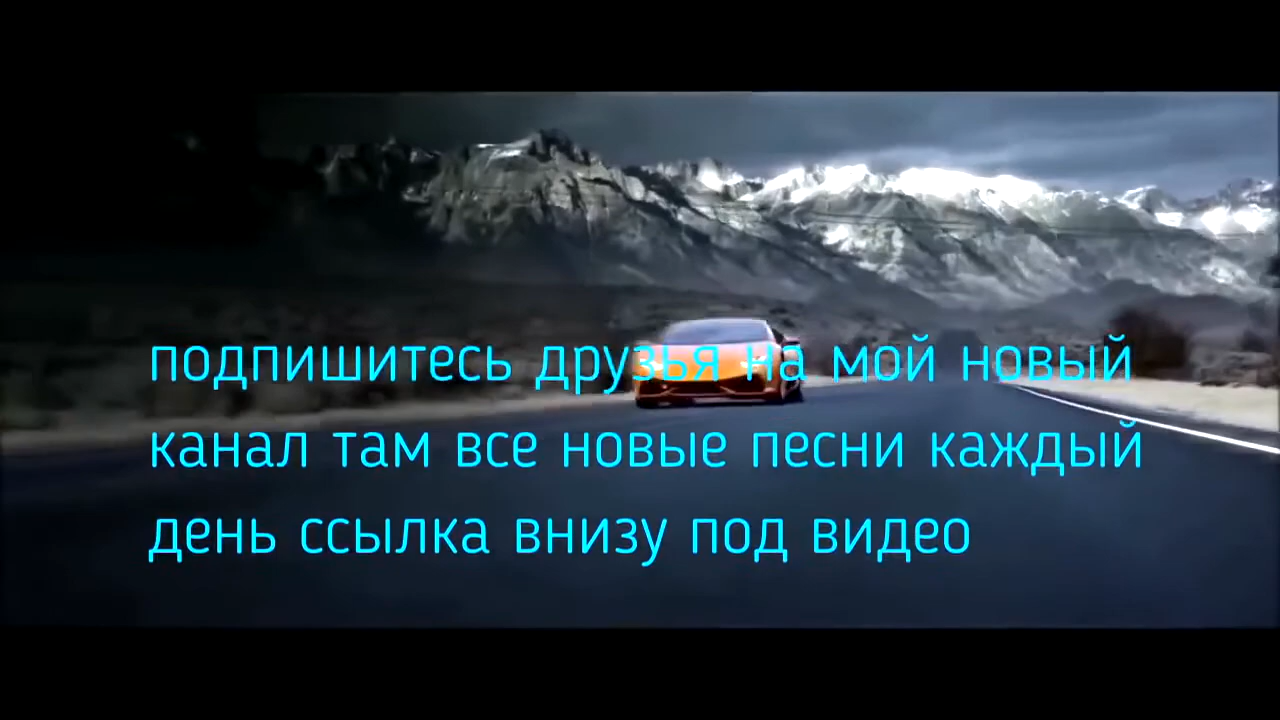 подпишитесь друзья на мой новый
канал там все новые песни каждый
день ссылка внизу под видео